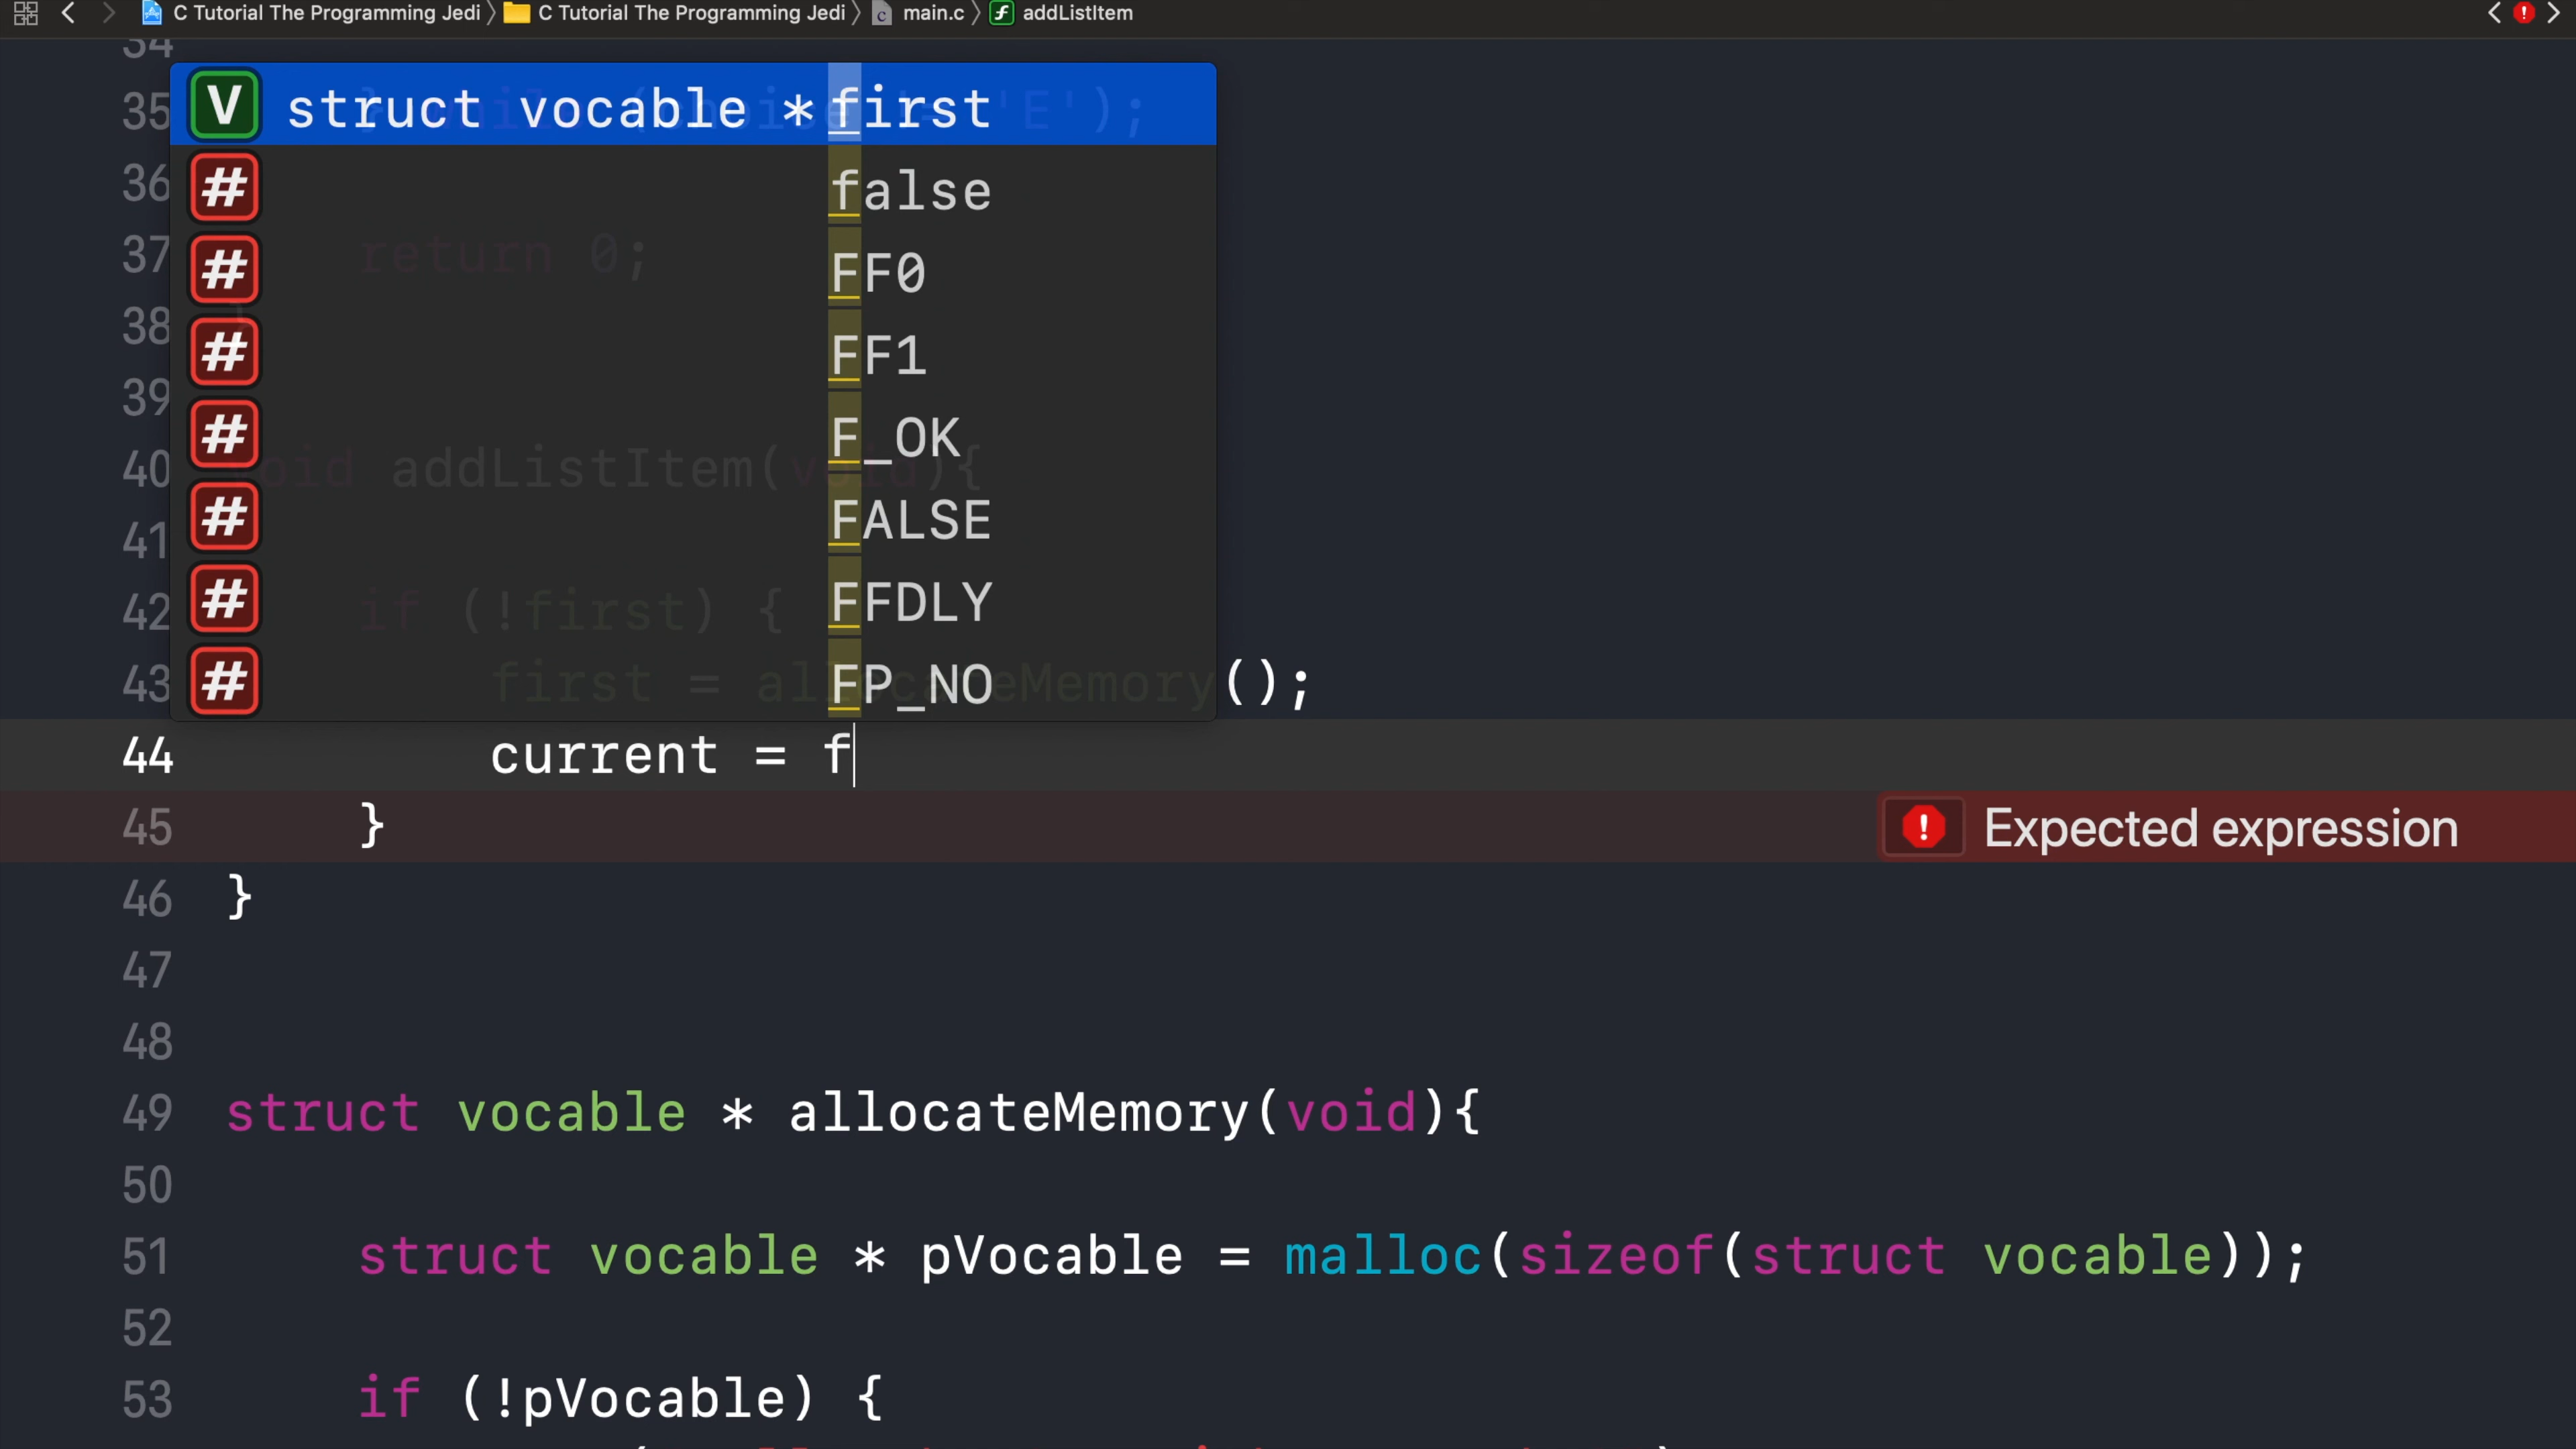 C Tutorial The Programming Jedi C Tutorial The Programming Jedi main.c addListItem
34
35 } while (choice != 'E');
V struct vocable *first
36
# false
37 return 0;
# FF0
38 }
# FF1
39
# F_OK
40 void addListItem(void){
41
# FALSE
42 if (!first) {
# FFDLY
43 first = allocateMemory();
# FP_NO
44 current = f
45 }
Expected expression
46 }
47
48
49 struct vocable * allocateMemory(void){
50
51 struct vocable * pVocable = malloc(sizeof(struct vocable));
52
53 if (!pVocable) {